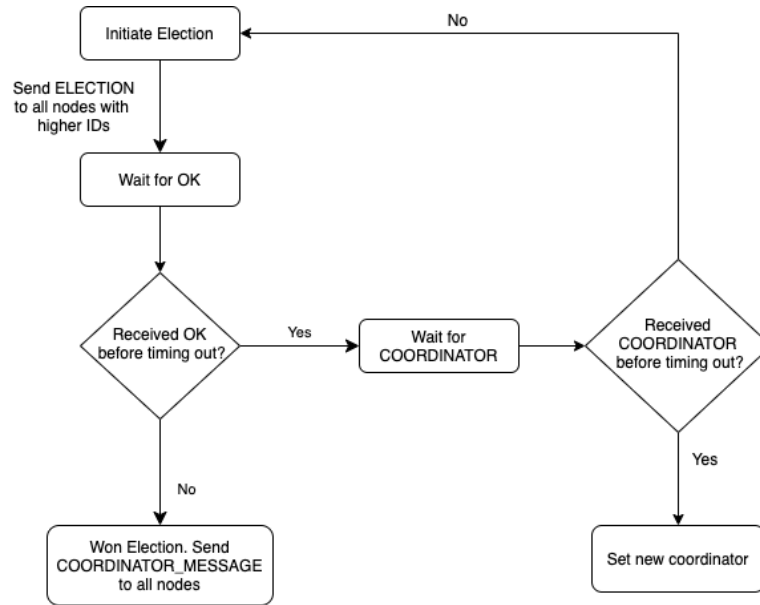 Initiate Election
No
Send ELECTION
to all nodes with
higher IDs
Wait for OK
Received OK
before timing out?
Yes
Wait for
COORDINATOR
Received
COORDINATOR
before timing out?
No
Yes
Won Election. Send
COORDINATOR_MESSAGE
to all nodes
Set new coordinator